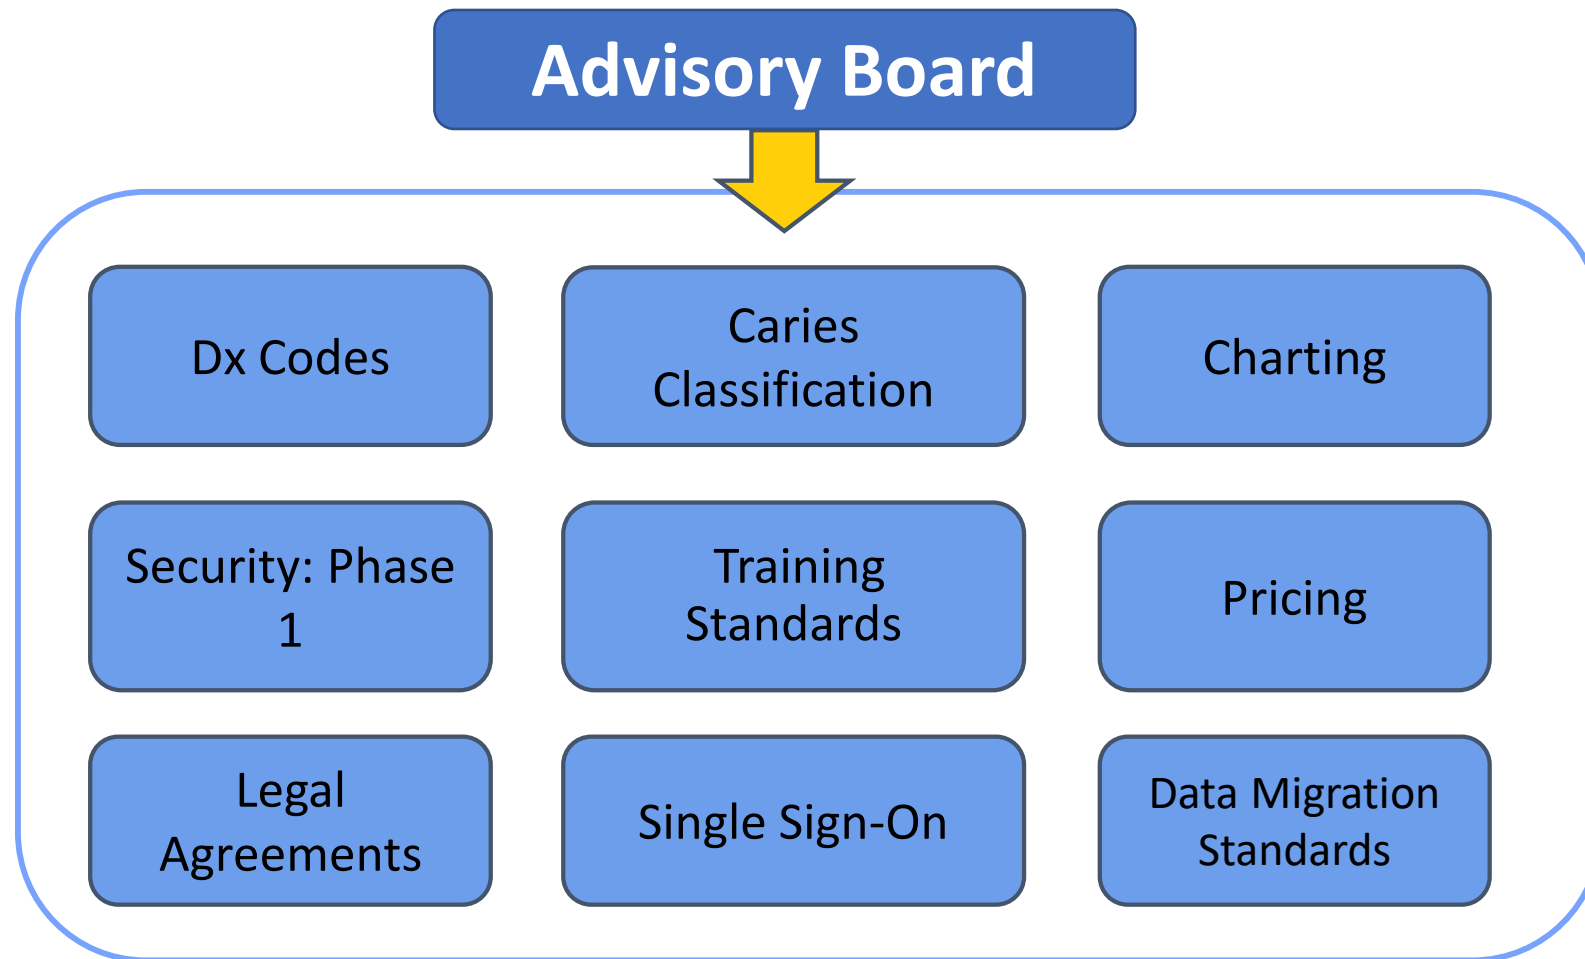 Advisory Board
Dx Codes
Caries
Classification
Charting
Security: Phase
1
Training
Standards
Pricing
Legal
Agreements
Single Sign-On
Data Migration
Standards